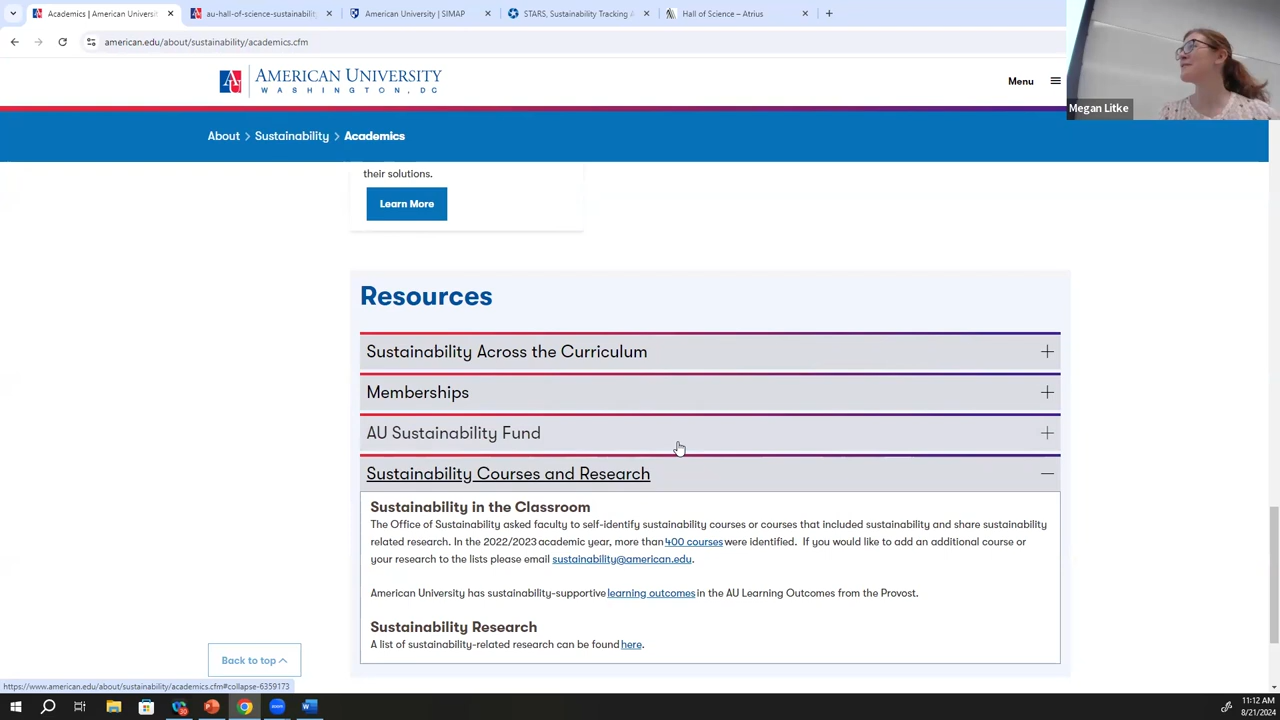 Academics | American Universi
au-hall-of-science-sustainability
American University | SIMAP
STARS, Sustainability Tracking A
Hall of Science – Atrius
american.edu/about/sustainability/academics.cfm
AMERICAN UNIVERSITY
WASHINGTON, DC
Menu
Megan Litke
About > Sustainability > Academics
their solutions.
Learn More
Resources
Sustainability Across the Curriculum
Memberships
AU Sustainability Fund
Sustainability Courses and Research
Sustainability in the Classroom
The Office of Sustainability asked faculty to self-identify sustainability courses or courses that included sustainability and share sustainability
related research. In the 2022/2023 academic year, more than 400 courses were identified. If you would like to add an additional course or
your research to the lists please email sustainability@american.edu.
American University has sustainability-supportive learning outcomes in the AU Learning Outcomes from the Provost.
Sustainability Research
A list of sustainability-related research can be found here.
Back to top
https://www.american.edu/about/sustainability/academics.cfm#collapse-6359173
11:12 AM
8/21/2024